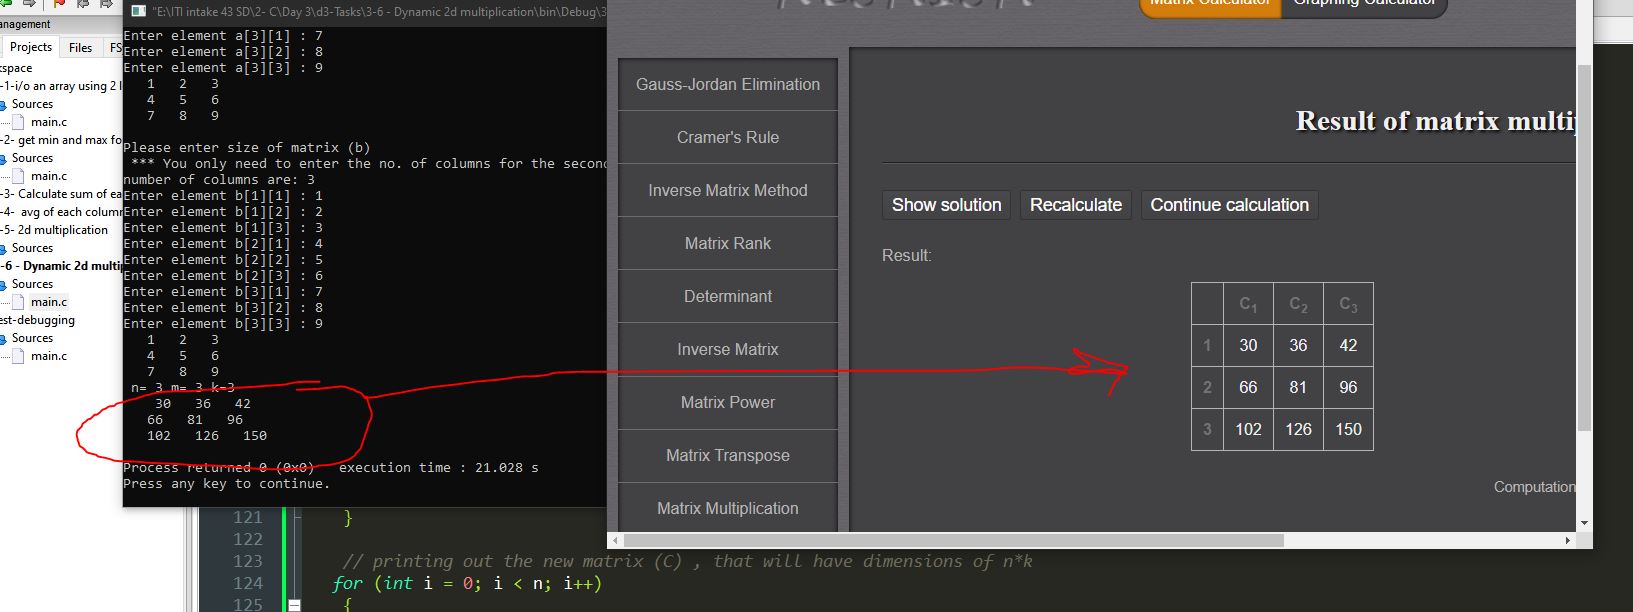 "E:\ITI intake 43 SD\2- C\Day 3\d3-Tasks\3-6 - Dynamic 2d multiplication\bin\Debug\3
anagement
Projects Files FS
kspace
-1-i/o an array using 2 l
Sources
main.c
-2- get min and max fo
Sources
main.c
-3- Calculate sum of ea
-4- avg of each column
-5- 2d multiplication
Sources
-6 - Dynamic 2d multip
Sources
main.c
est-debugging
Sources
main.c
Enter element a[3][1] : 7
Enter element a[3][2] : 8
Enter element a[3][3] : 9
1 2 3
4 5 6
7 8 9
Please enter size of matrix (b)
*** You only need to enter the no. of columns for the second
number of columns are: 3
Enter element b[1][1] : 1
Enter element b[1][2] : 2
Enter element b[1][3] : 3
Enter element b[2][1] : 4
Enter element b[2][2] : 5
Enter element b[2][3] : 6
Enter element b[3][1] : 7
Enter element b[3][2] : 8
Enter element b[3][3] : 9
1 2 3
4 5 6
7 8 9
n= 3 m= 3 k=3
30 36 42
66 81 96
102 126 150
Process returned 0 (0x0) execution time : 21.028 s
Press any key to continue.
Matrix Calculator Graphing Calculator
Gauss-Jordan Elimination
Cramer's Rule
Inverse Matrix Method
Matrix Rank
Determinant
Inverse Matrix
Matrix Power
Matrix Transpose
Matrix Multiplication
Result of matrix multip
Show solution Recalculate Continue calculation
Result:
C1 C2 C3
1 30 36 42
2 66 81 96
3 102 126 150
Computation
121 }
122
123 // printing out the new matrix (C) , that will have dimensions of n*k
124 for (int i = 0; i < n; i++)
125 {